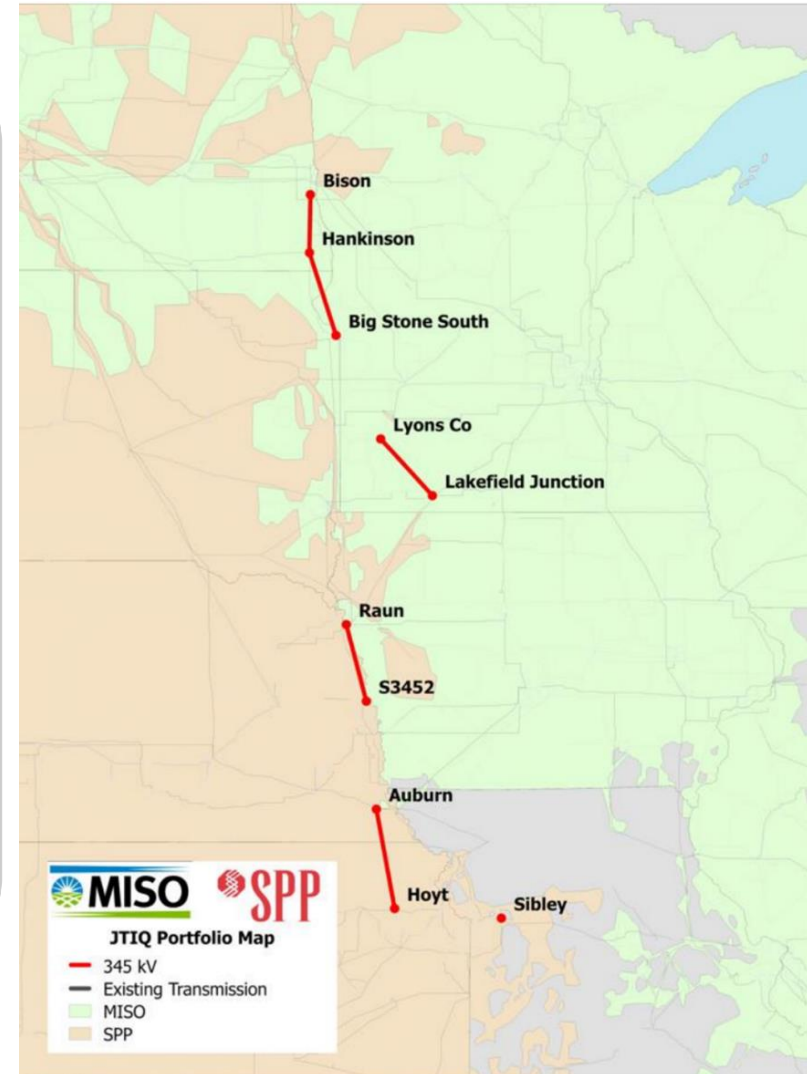 Bison
Hankinson
Big Stone South
Lyons Co
Lakefield Junction
Raun
S3452
Auburn
Hoyt
Sibley
MISO SPP
JTIQ Portfolio Map
345 kV
Existing Transmission
MISO
SPP